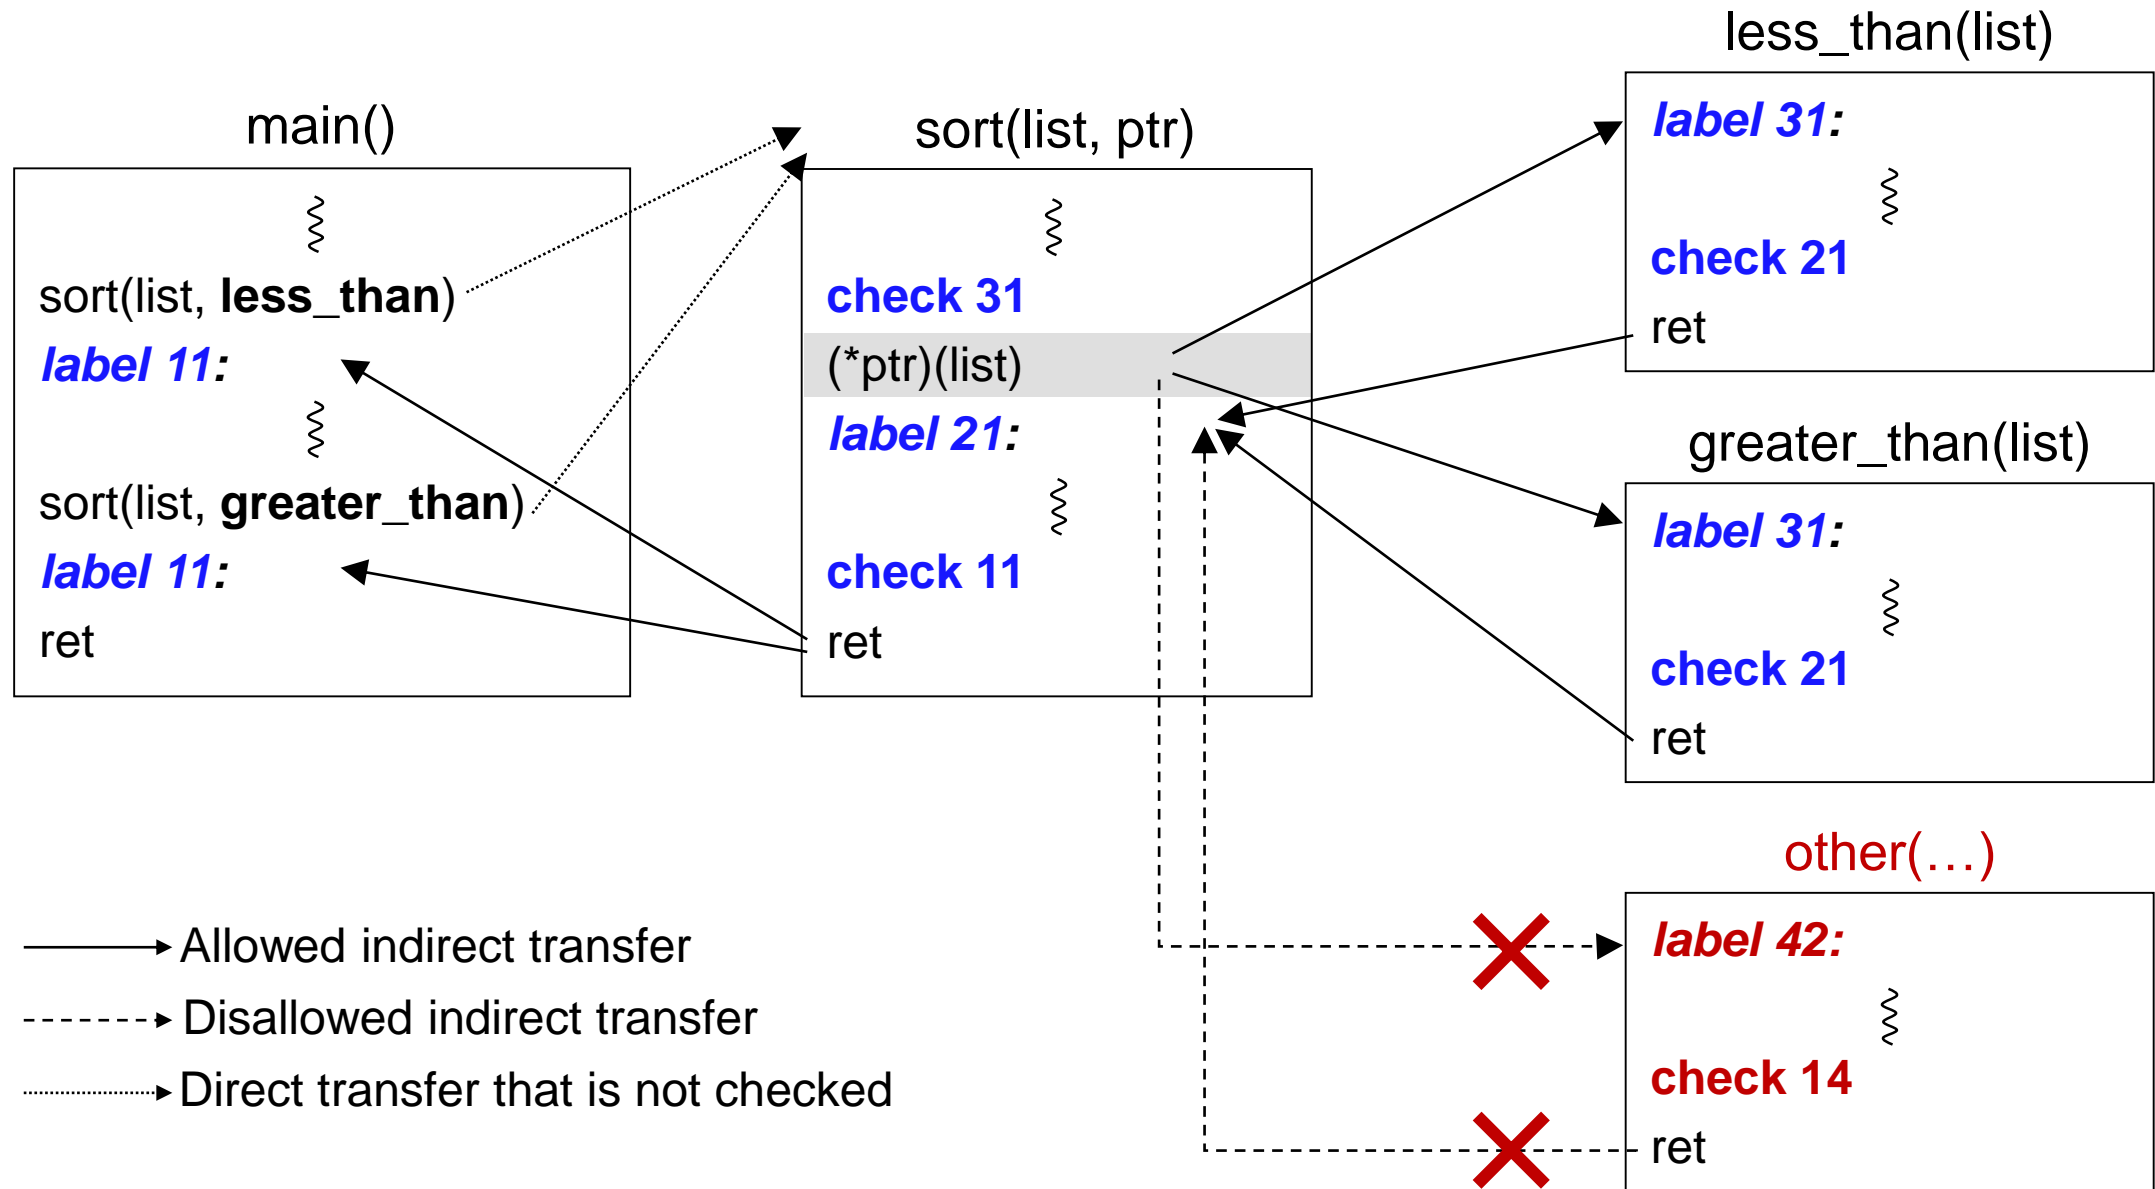 main()
sort(list, less_than)
label 11:
sort(list, greater_than)
label 11:
ret
sort(list, ptr)
check 31
(*ptr)(list)
label 21:
check 11
ret
less_than(list)
label 31:
check 21
ret
greater_than(list)
label 31:
check 21
ret
other(…)
label 42:
check 14
ret
Allowed indirect transfer
Disallowed indirect transfer
Direct transfer that is not checked